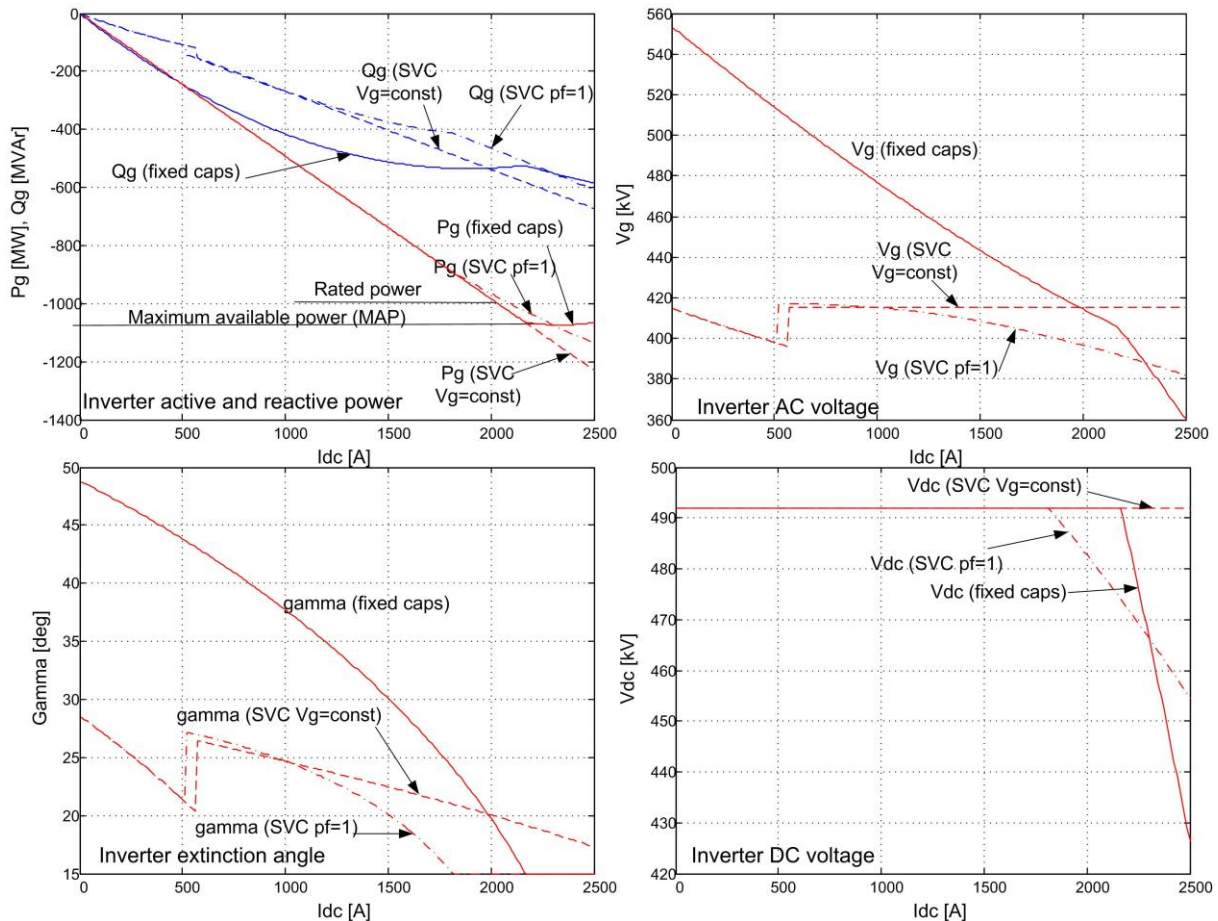 0
-200
-400
-600
-800
-1000
-1200
-1400
Pg [MW], Qg [MVAr]
Qg (SVC
Vg=const)
Qg (SVC pf=1)
Qg (fixed caps)
Pg
(fixed caps)
Pg (SVC pf=1)
Rated power
Maximum available power (MAP)
Pg (SVC
Vg=const)
Inverter active and reactive power
0 500 1000 1500 2000 2500
Idc [A]
560
540
520
500
480
460
440
420
400
380
360
Vg [kV]
Vg (fixed caps)
Vg (SVC
Vg=const)
Vg (SVC pf=1)
Inverter AC voltage
0 500 1000 1500 2000 2500
Idc [A]
50
45
40
35
30
25
20
15
Gamma [deg]
gamma (fixed caps)
gamma (SVC Vg=const)
gamma (SVC pf=1)
Inverter extinction angle
0 500 1000 1500 2000 2500
Idc [A]
500
490
480
470
460
450
440
430
420
Vdc [kV]
Vdc (SVC Vg=const)
Vdc (SVC pf=1)
Vdc (fixed caps)
Inverter DC voltage
0 500 1000 1500 2000 2500
Idc [A]